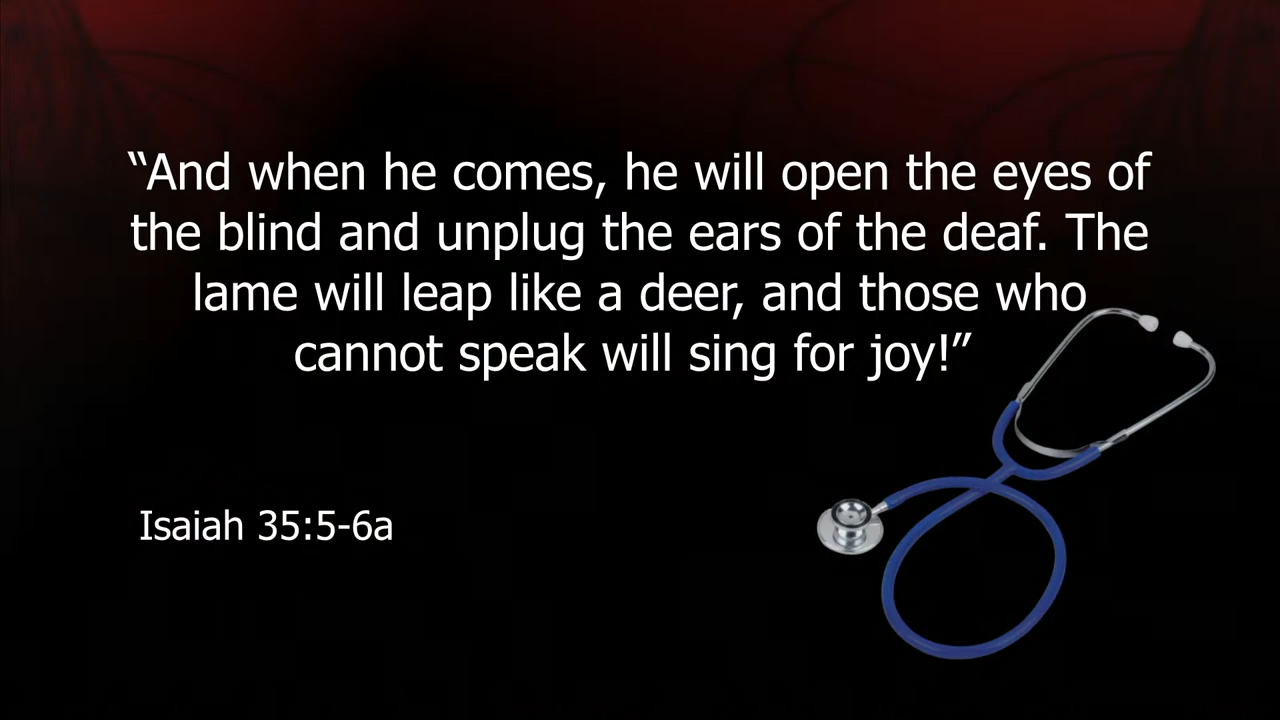 “And when he comes, he will open the eyes of
the blind and unplug the ears of the deaf. The
lame will leap like a deer, and those who
cannot speak will sing for joy!”
Isaiah 35:5-6a